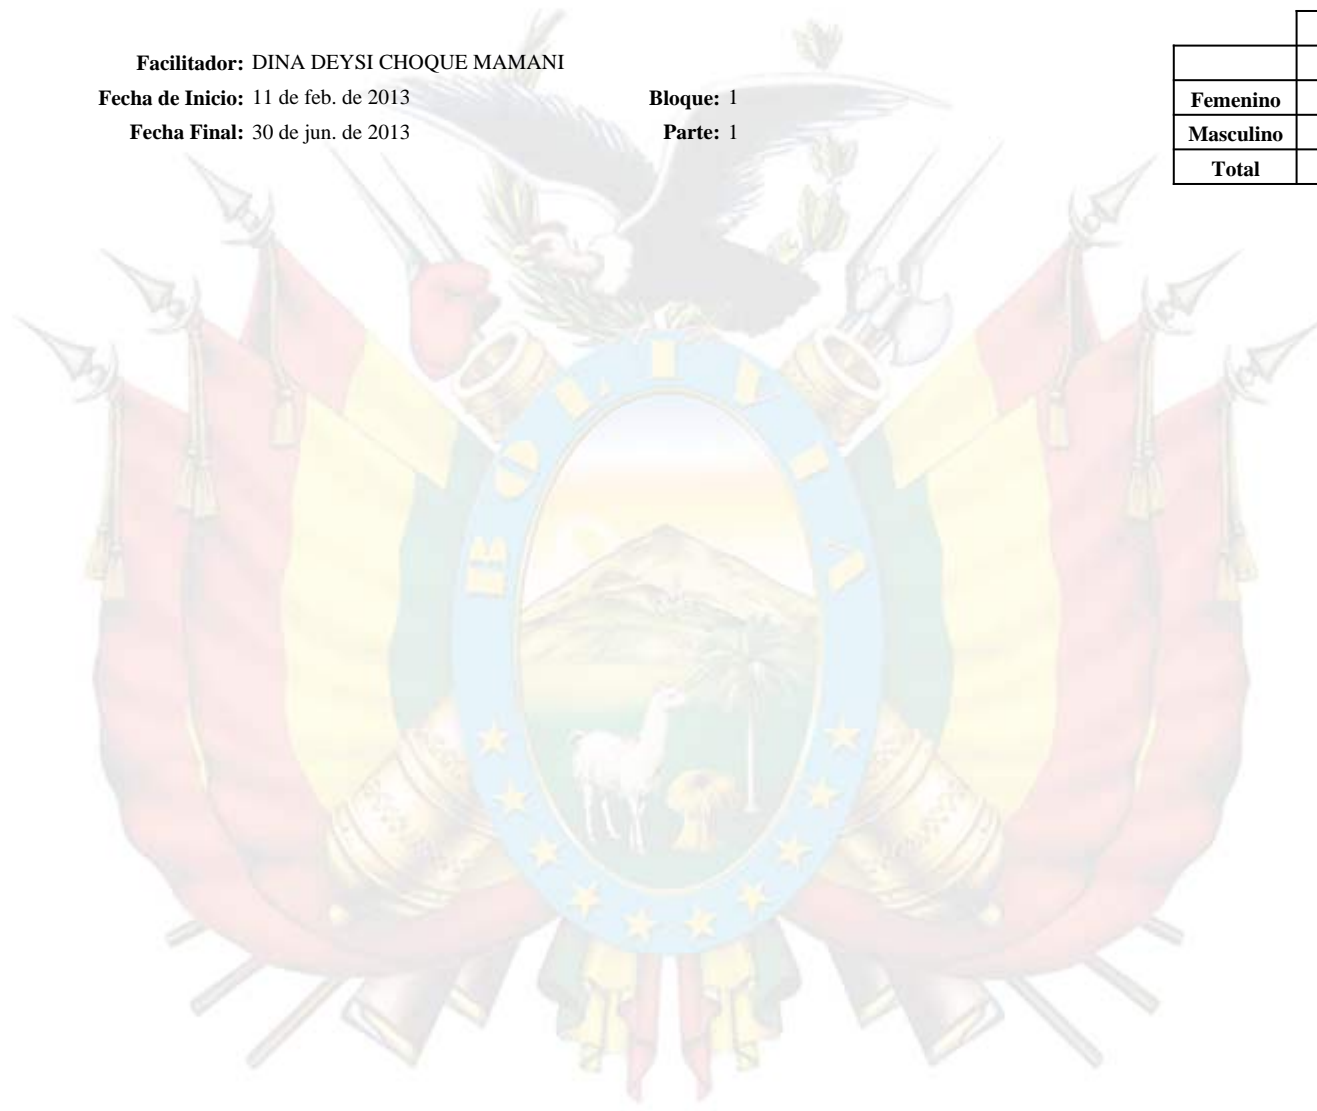 Facilitador: DINA DEYSI CHOQUE MAMANI
Fecha de Inicio: 11 de feb. de 2013 Bloque: 1
Fecha Final: 30 de jun. de 2013 Parte: 1
Femenino
Masculino
Total
BOLIVIA